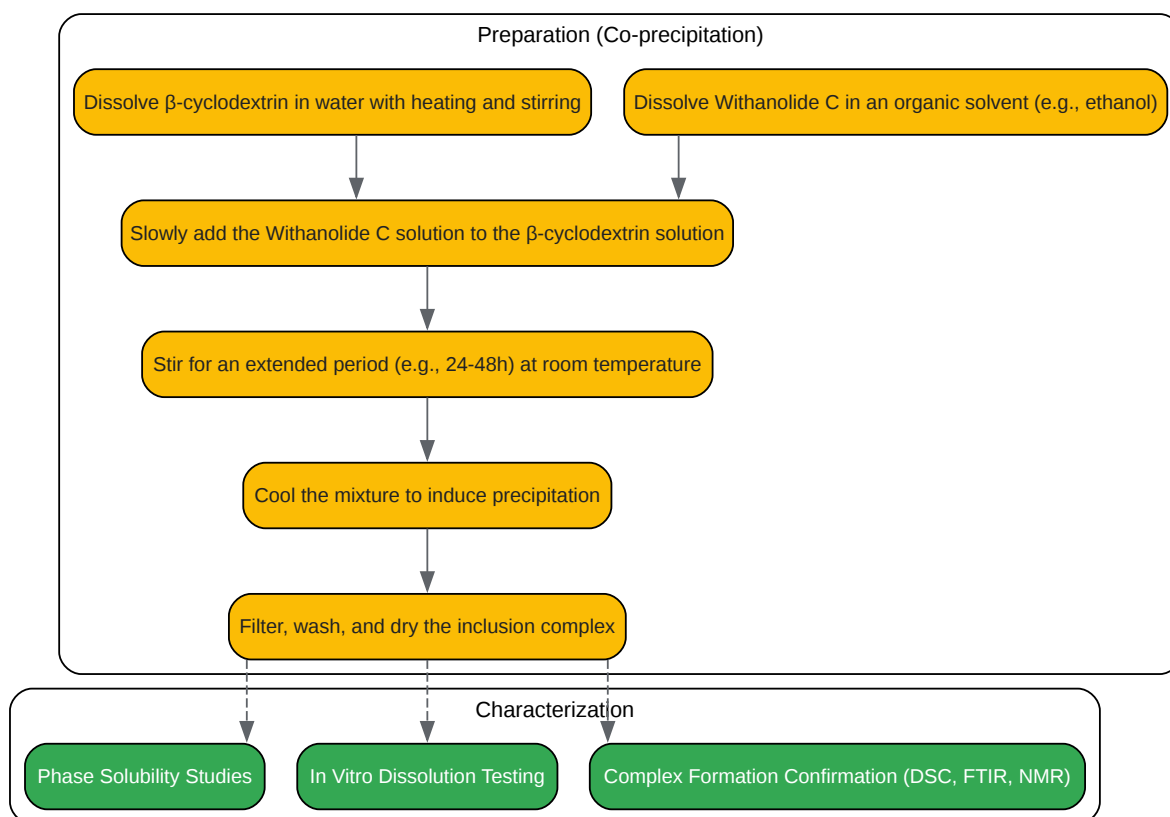 Preparation (Co-precipitation)
Dissolve β-cyclodextrin in water with heating and stirring
Dissolve Withanolide C in an organic solvent (e.g., ethanol)
Slowly add the Withanolide C solution to the β-cyclodextrin solution
Stir for an extended period (e.g., 24-48h) at room temperature
Cool the mixture to induce precipitation
Filter, wash, and dry the inclusion complex
Characterization
Phase Solubility Studies
In Vitro Dissolution Testing
Complex Formation Confirmation (DSC, FTIR, NMR)